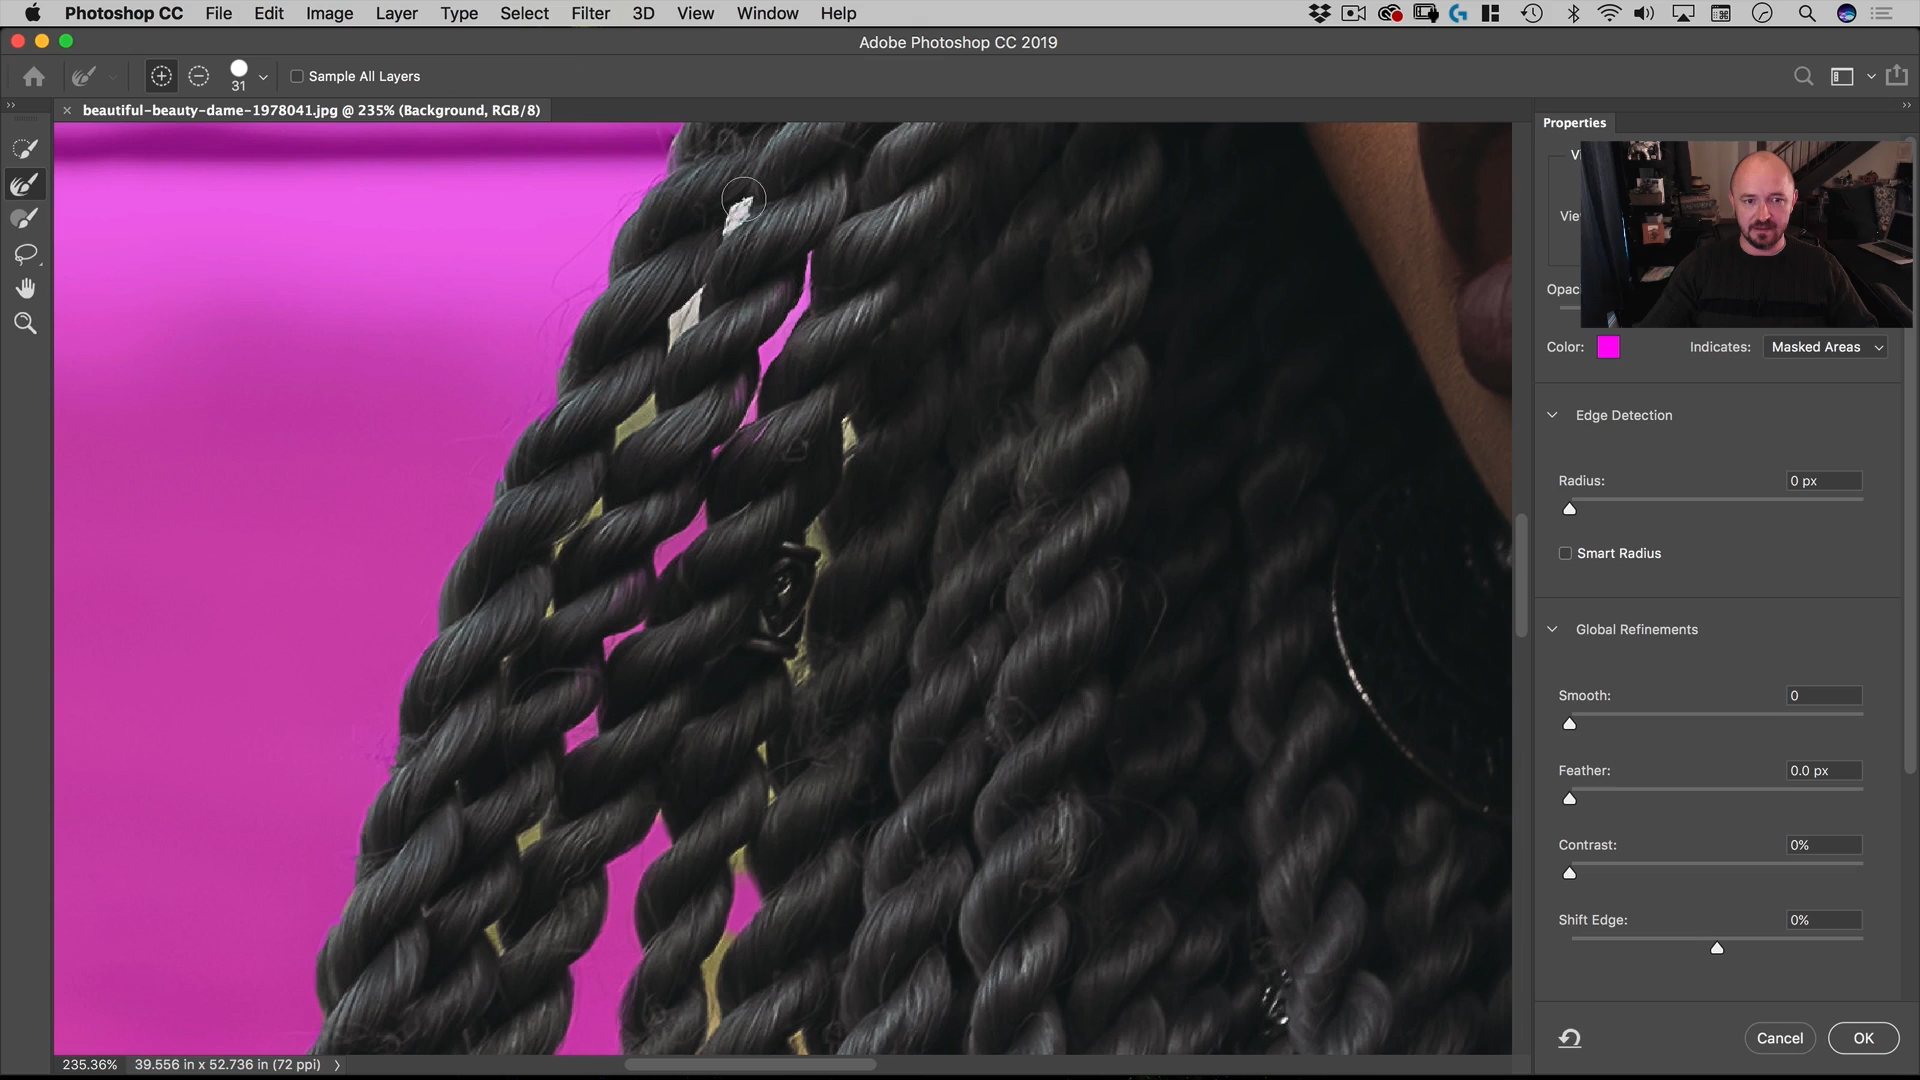 Photoshop CC File Edit Image Layer Type Select Filter 3D View Window Help
Adobe Photoshop CC 2019
31 Sample All Layers
beautiful-beauty-dame-1978041.jpg @ 235% (Background, RGB/8)
Properties
Vi
Vie
Opac
Color: Indicates: Masked Areas
Edge Detection
Radius: 0 px
Smart Radius
Global Refinements
Smooth: 0
Feather: 0.0 px
Contrast: 0%
Shift Edge: 0%
Cancel OK
235.36% 39.556 in x 52.736 in (72 ppi)